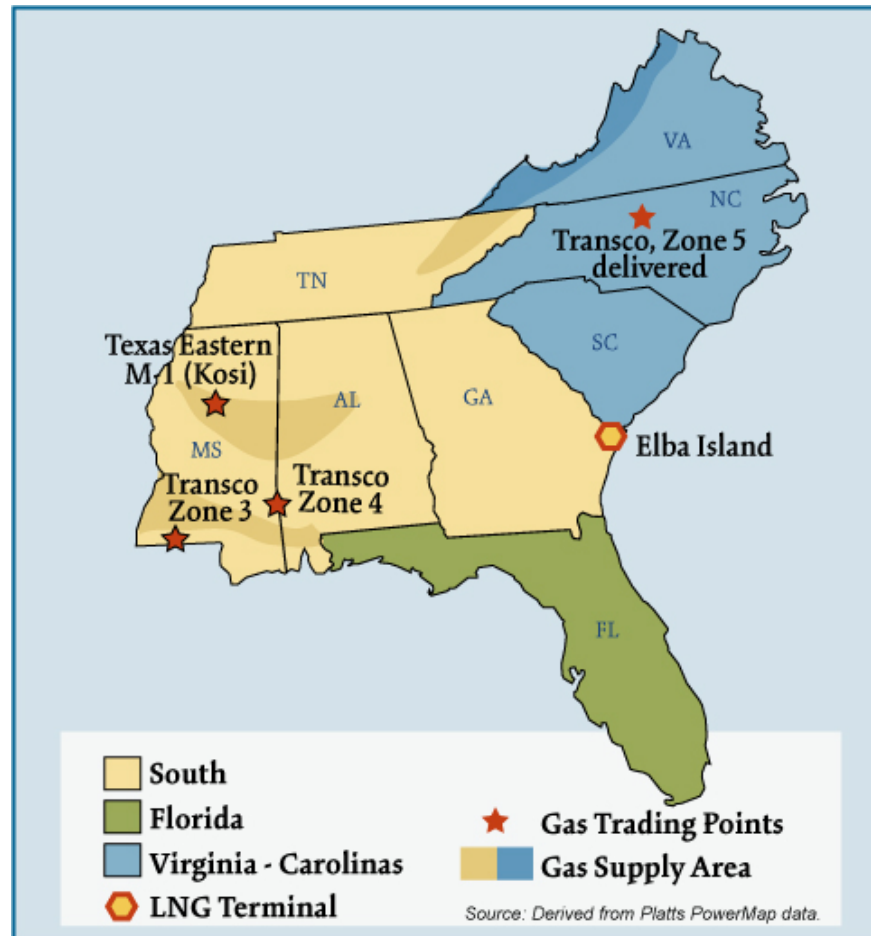 VA
NC
Transco, Zone 5
delivered
TN
SC
Texas Eastern
M-1 (Kosi)
AL
GA
MS
Elba Island
Transco
Zone 3
Transco
Zone 4
FL
South
Florida
Virginia - Carolinas
LNG Terminal
Gas Trading Points
Gas Supply Area
Source: Derived from Platts PowerMap data.